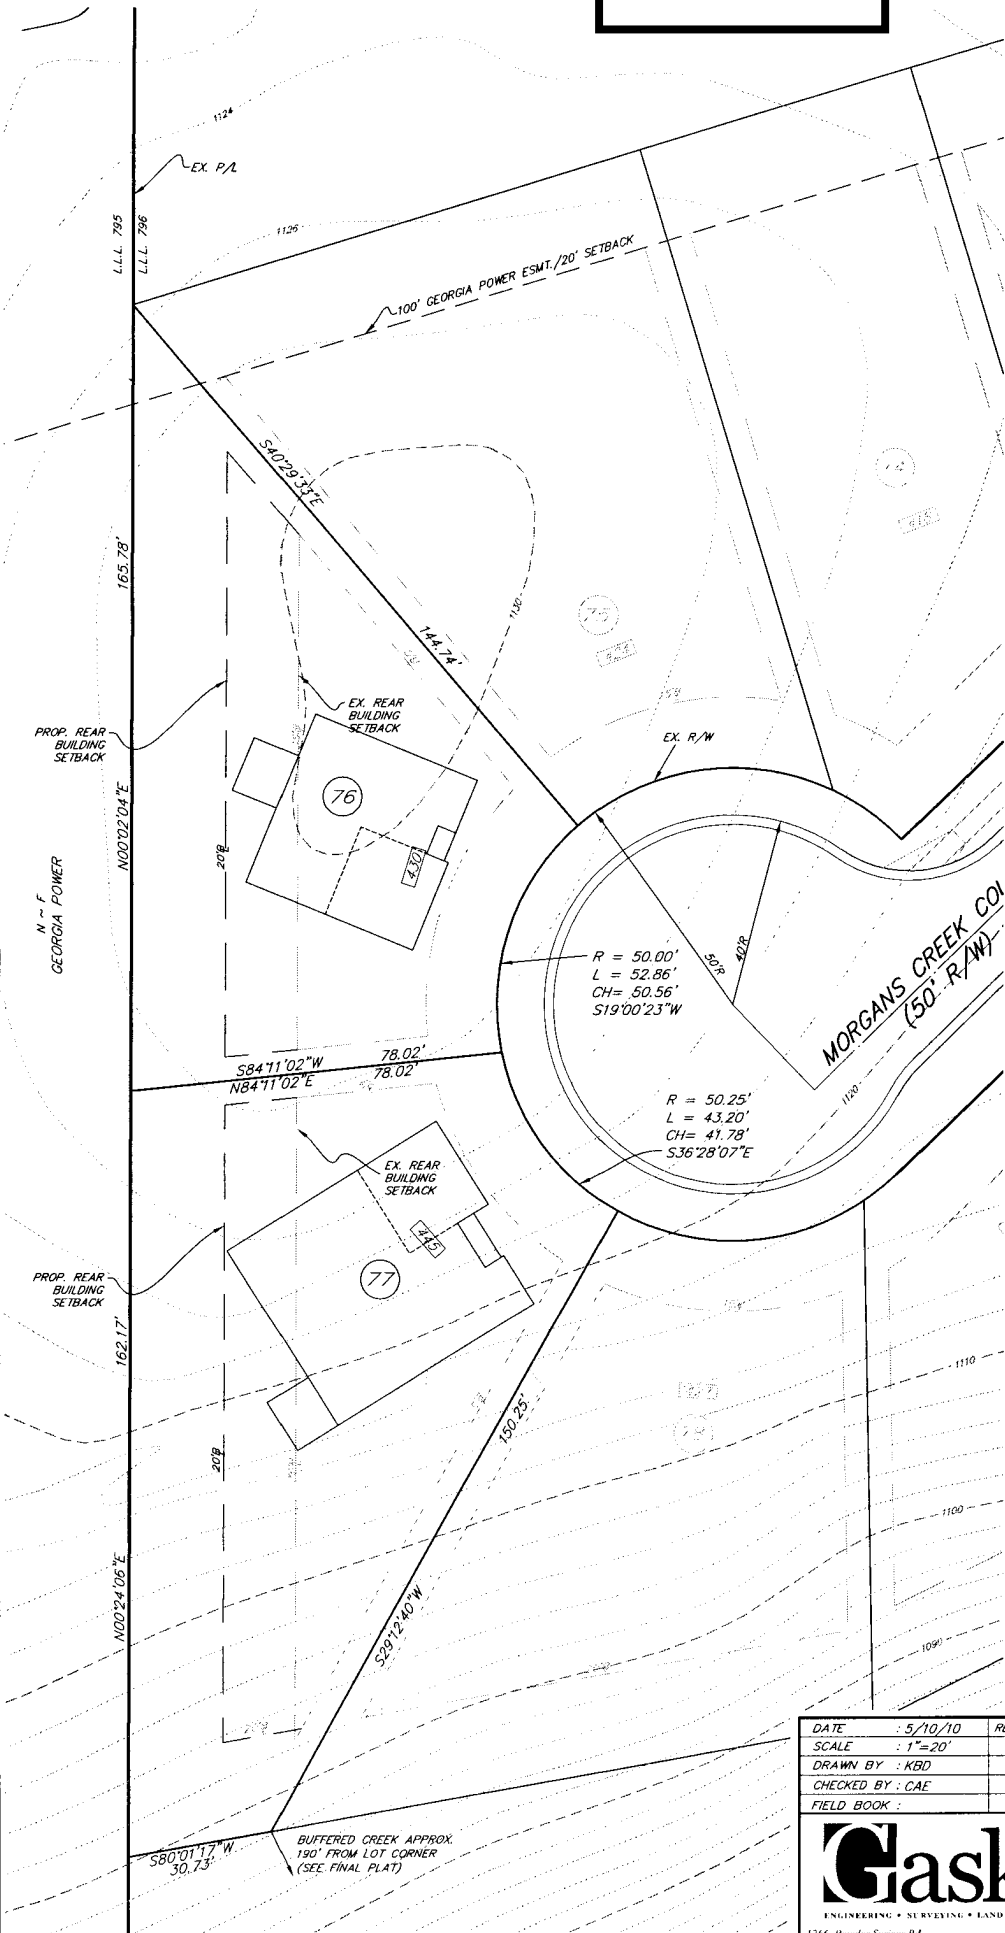 1124
EX. P/L
L.L.L. 795
L.L.L. 796
1126
100' GEORGIA POWER ESMT./20' SETBACK
S40°29'33"E
165.78'
144.74'
1130
74
75
EX. REAR
BUILDING
SETBACK
PROP. REAR
BUILDING
SETBACK
EX. R/W
76
430
N00°02'04"E
20'B
N ~ F
GEORGIA POWER
R = 50.00'
L = 52.86'
CH= 50.56'
S19°00'23"W
50'R
40'R
MORGANS CREEK
(50' R/W)
S84°11'02"W 78.02'
N84°11'02"E 78.02'
1120
R = 50.25'
L = 43.20'
CH= 41.78'
S36°28'07"E
EX. REAR
BUILDING
SETBACK
445
77
PROP. REAR
BUILDING
SETBACK
162.17'
1110
150.25'
78
20'B
1100
N00°24'06"E
S29°12'40"W
1090
DATE : 5/10/10
SCALE : 1"=20'
DRAWN BY : KBD
CHECKED BY : CAE
FIELD BOOK :
BUFFERED CREEK APPROX.
190' FROM LOT CORNER
(SEE FINAL PLAT)
S80°01'17"W
30.73'
Gask
ENGINEERING • SURVEYING • LAND